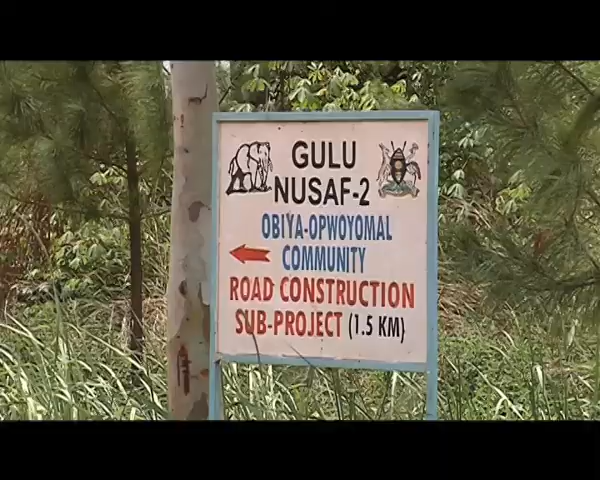 GULU
NUSAF-2
OBIYA-OPWOYOMAL
COMMUNITY
ROAD CONSTRUCTION
SUB-PROJECT (1.5 KM)